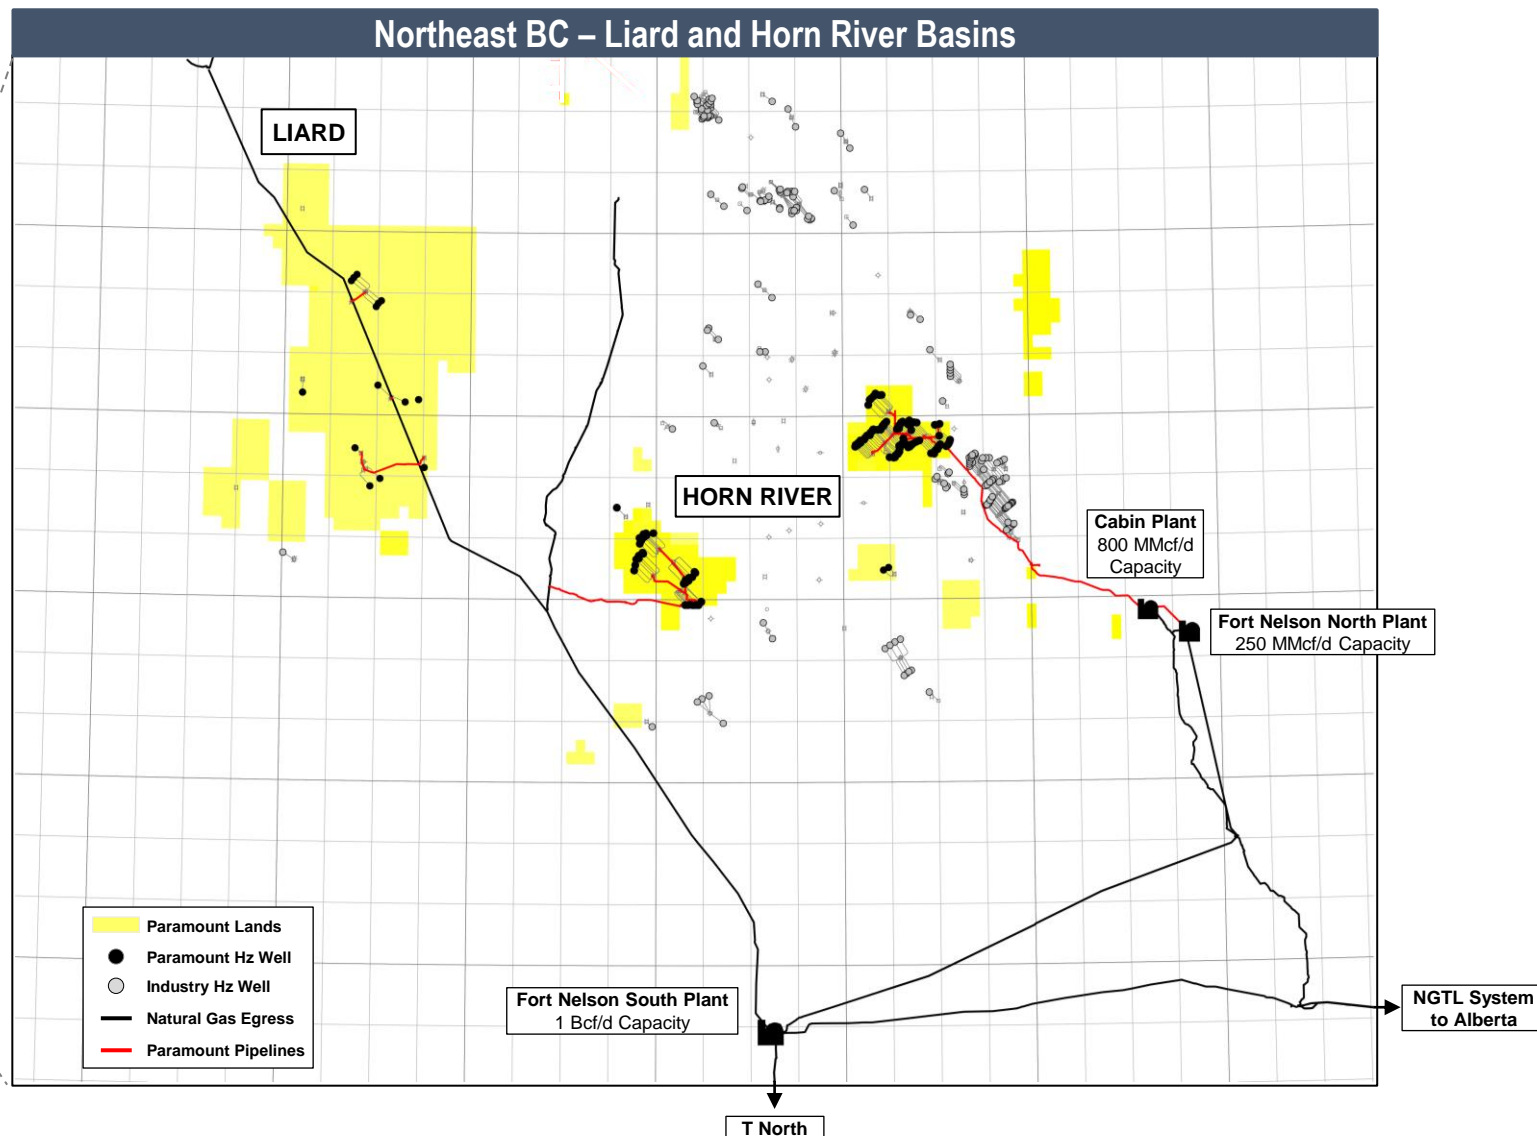 Northeast BC – Liard and Horn River Basins
LIARD
HORN RIVER
Cabin Plant
800 MMcf/d
Capacity
Fort Nelson North Plant
250 MMcf/d Capacity
Paramount Lands
Paramount Hz Well
Industry Hz Well
Natural Gas Egress
Paramount Pipelines
Fort Nelson South Plant
1 Bcf/d Capacity
NGTL System
to Alberta
T North